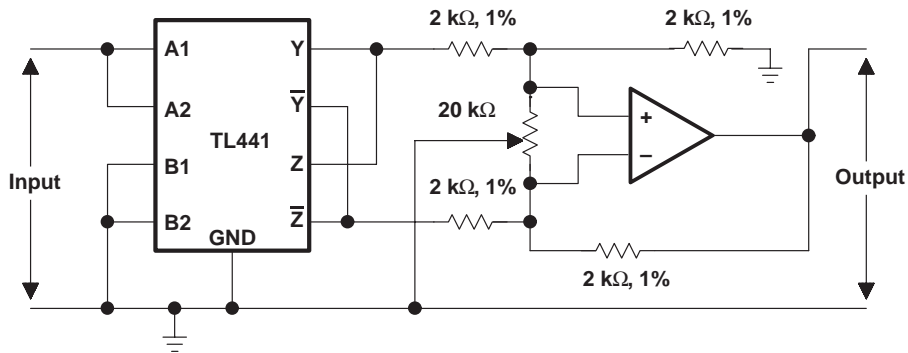 2 kΩ, 1%
2 kΩ, 1%
A1
Y
A2
Y̅
20 kΩ
+
TL441
B1
Z
−
Input
Output
2 kΩ, 1%
B2
Z̅
GND
2 kΩ, 1%